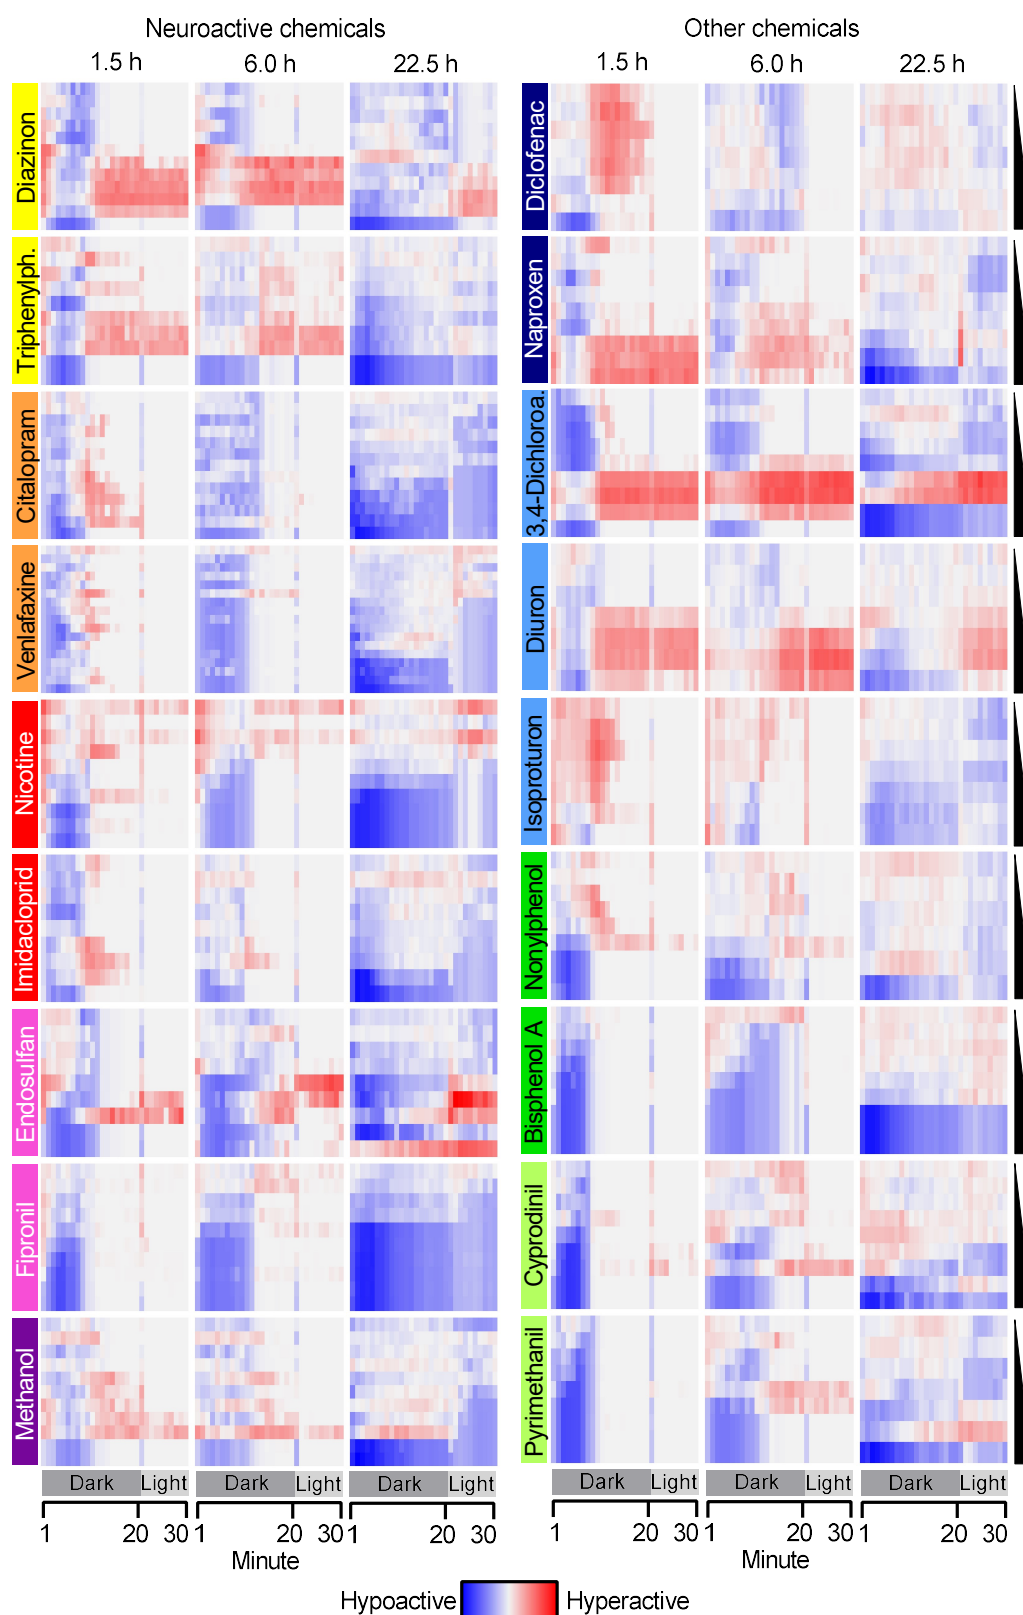 Neuroactive chemicals
Other chemicals
1.5 h
6.0 h
22.5 h
1.5 h
6.0 h
22.5 h
Diazinon
Triphenylph.
Citalopram
Venlafaxine
Nicotine
Imidacloprid
Endosulfan
Fipronil
Methanol
Diclofenac
Naproxen
3,4-Dichloroa.
Diuron
Isoproturon
Nonylphenol
Bisphenol A
Cyprodinil
Pyrimethanil
Dark Light Dark Light Dark Light
Dark Light Dark Light Dark Light
1 20 30 1 20 30 1 20 30
1 20 30 1 20 30 1 20 30
Minute
Minute
Hypoactive
Hyperactive